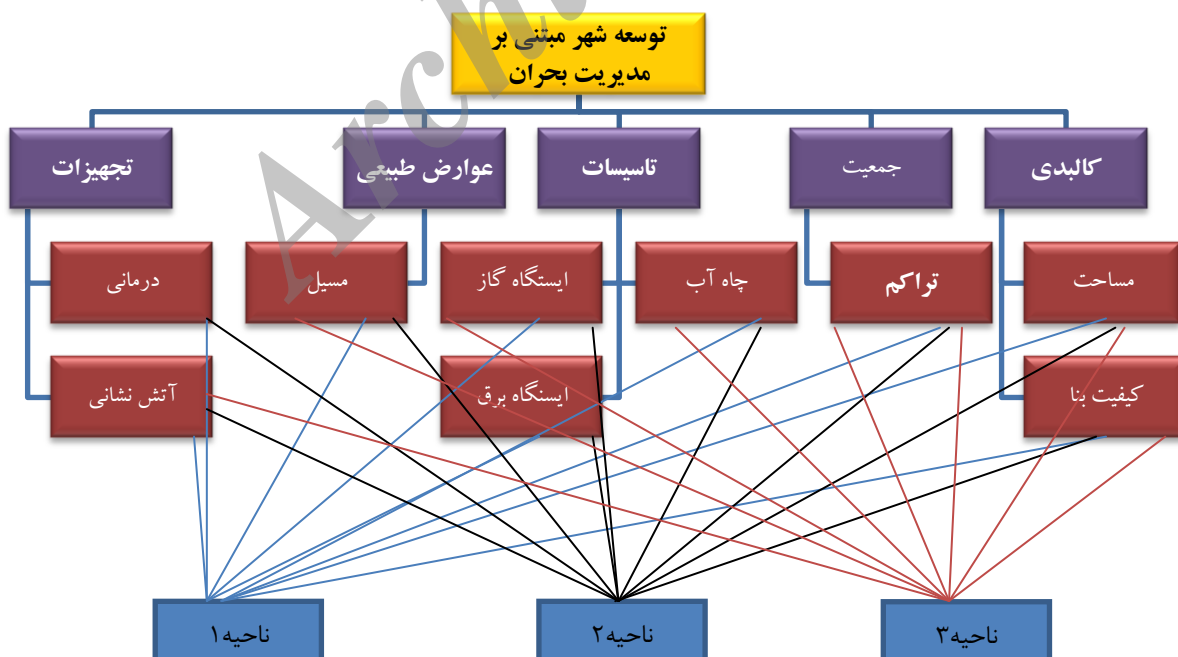 توسعه شهر مبتنی بر
مدیریت بحران
کالبدی
جمعیت
تاسیسات
عوارض طبیعی
تجهیزات
مساحت
تراکم
چاه آب
ایستگاه گاز
مسیل
درمانی
کیفیت بنا
ایسنگاه برق
آتش نشانی
ناحیه۳
ناحیه۲
ناحیه۱